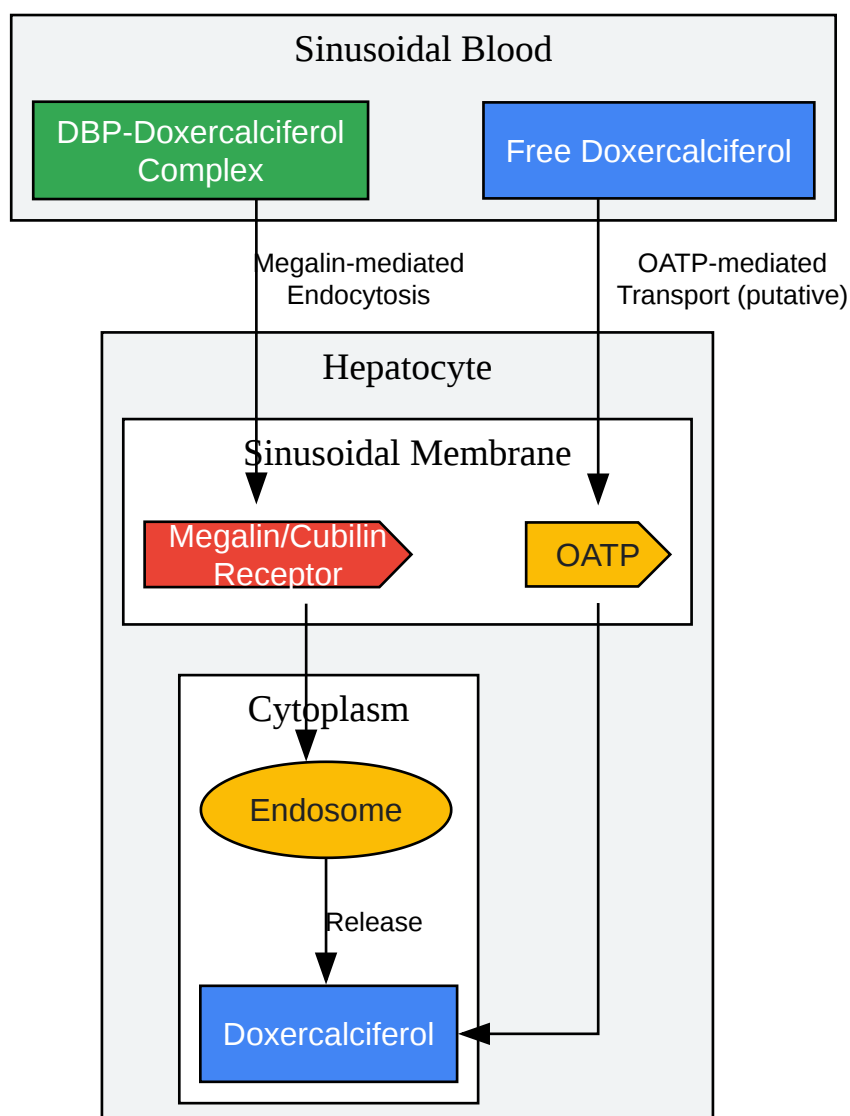 Sinusoidal Blood
DBP-Doxercalciferol
Complex
Free Doxercalciferol
Megalin-mediated
Endocytosis
OATP-mediated
Transport (putative)
Hepatocyte
Sinusoidal Membrane
Megalin/Cubilin
Receptor
OATP
Cytoplasm
Endosome
Release
Doxercalciferol